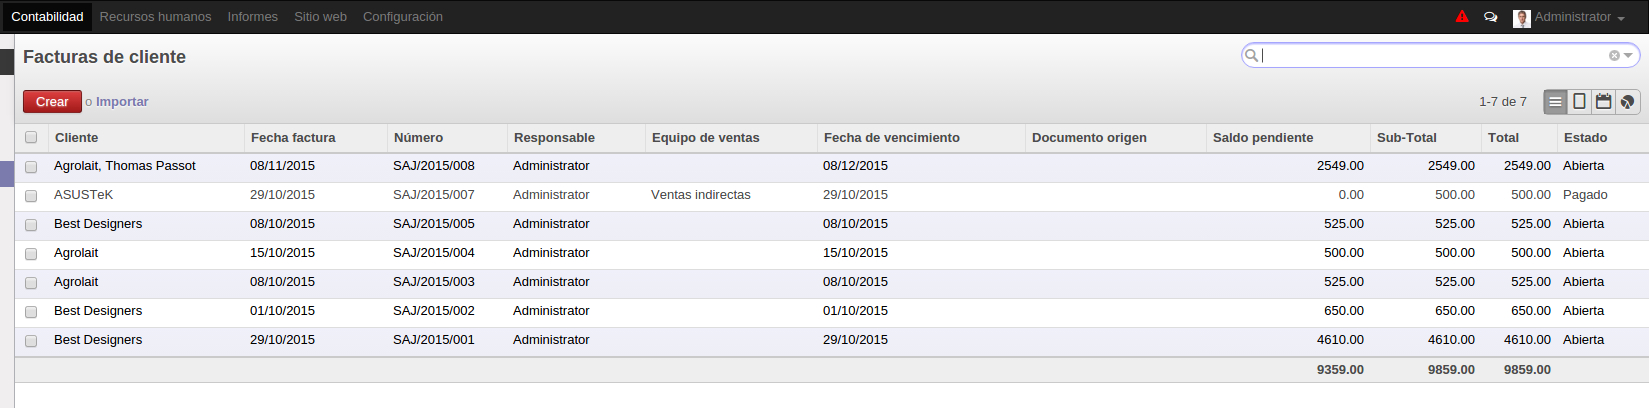 Contabilidad Recursos humanos Informes Sitio web Configuración Administrator
Facturas de cliente
Crear o Importar 1-7 de 7
Cliente Fecha factura Número Responsable Equipo de ventas Fecha de vencimiento Documento origen Saldo pendiente Sub-Total Total Estado
Agrolait, Thomas Passot 08/11/2015 SAJ/2015/008 Administrator 08/12/2015 2549.00 2549.00 2549.00 Abierta
ASUSTeK 29/10/2015 SAJ/2015/007 Administrator Ventas indirectas 29/10/2015 0.00 500.00 500.00 Pagado
Best Designers 08/10/2015 SAJ/2015/005 Administrator 08/10/2015 525.00 525.00 525.00 Abierta
Agrolait 15/10/2015 SAJ/2015/004 Administrator 15/10/2015 500.00 500.00 500.00 Abierta
Agrolait 08/10/2015 SAJ/2015/003 Administrator 08/10/2015 525.00 525.00 525.00 Abierta
Best Designers 01/10/2015 SAJ/2015/002 Administrator 01/10/2015 650.00 650.00 650.00 Abierta
Best Designers 29/10/2015 SAJ/2015/001 Administrator 29/10/2015 4610.00 4610.00 4610.00 Abierta
9359.00 9859.00 9859.00